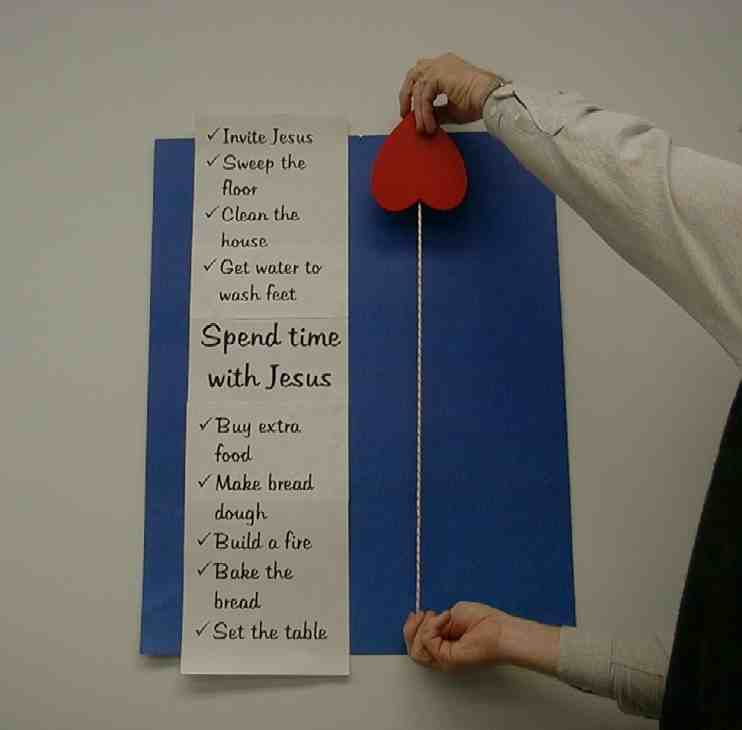 ✓ Invite Jesus
✓ Sweep the
floor
✓ Clean the
house
✓ Get water to
wash feet
Spend time
with Jesus
✓ Buy extra
food
✓ Make bread
dough
✓ Build a fire
✓ Bake the
bread
✓ Set the table